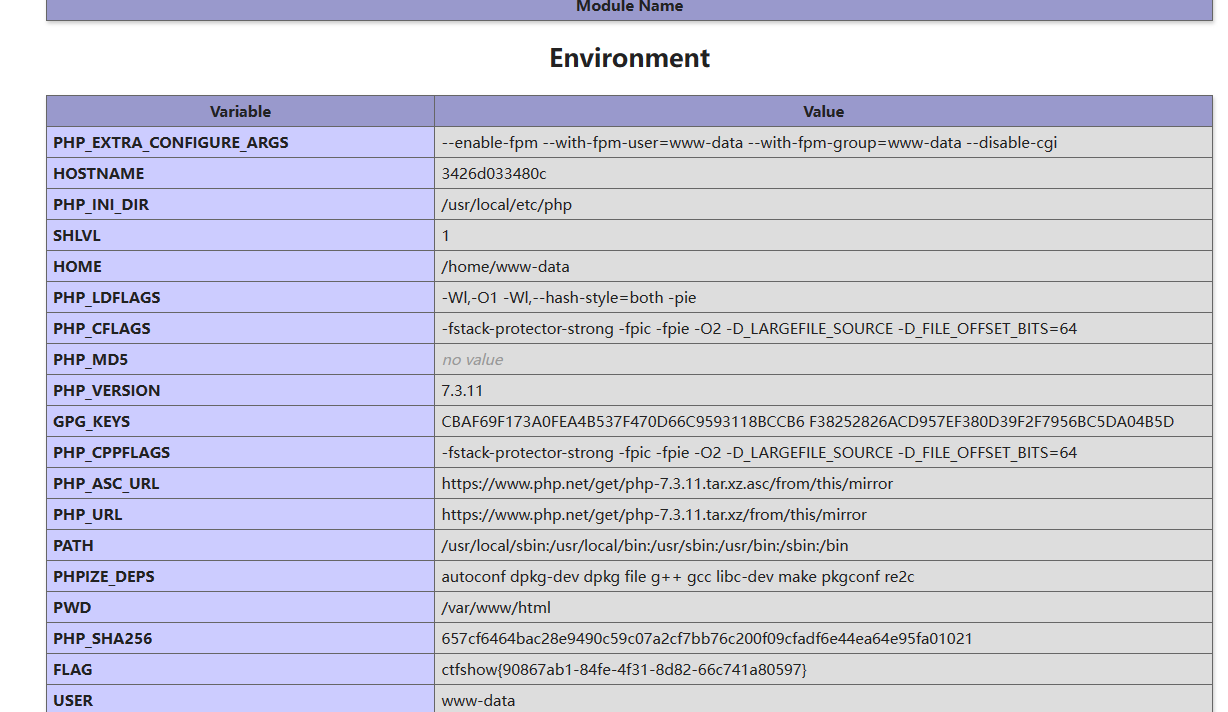 Module Name
Environment
Variable Value
PHP_EXTRA_CONFIGURE_ARGS --enable-fpm --with-fpm-user=www-data --with-fpm-group=www-data --disable-cgi
HOSTNAME 3426d033480c
PHP_INI_DIR /usr/local/etc/php
SHLVL 1
HOME /home/www-data
PHP_LDFLAGS -Wl,-O1 -Wl,--hash-style=both -pie
PHP_CFLAGS -fstack-protector-strong -fpic -fpie -O2 -D_LARGEFILE_SOURCE -D_FILE_OFFSET_BITS=64
PHP_MD5 no value
PHP_VERSION 7.3.11
GPG_KEYS CBAF69F173A0FEA4B537F470D66C9593118BCCB6 F38252826ACD957EF380D39F2F7956BC5DA04B5D
PHP_CPPFLAGS -fstack-protector-strong -fpic -fpie -O2 -D_LARGEFILE_SOURCE -D_FILE_OFFSET_BITS=64
PHP_ASC_URL https://www.php.net/get/php-7.3.11.tar.xz.asc/from/this/mirror
PHP_URL https://www.php.net/get/php-7.3.11.tar.xz/from/this/mirror
PATH /usr/local/sbin:/usr/local/bin:/usr/sbin:/usr/bin:/sbin:/bin
PHPIZE_DEPS autoconf dpkg-dev dpkg file g++ gcc libc-dev make pkgconf re2c
PWD /var/www/html
PHP_SHA256 657cf6464bac28e9490c59c07a2cf7bb76c200f09cfadf6e44ea64e95fa01021
FLAG ctfshow{90867ab1-84fe-4f31-8d82-66c741a80597}
USER www-data